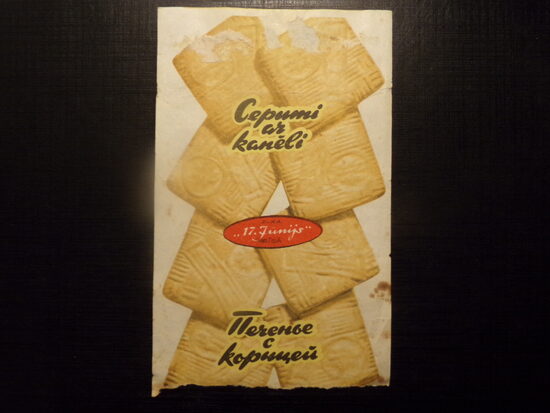 Cepumi
ar
kanēli
„17. Jūnijs”
Печенье
с
корицей